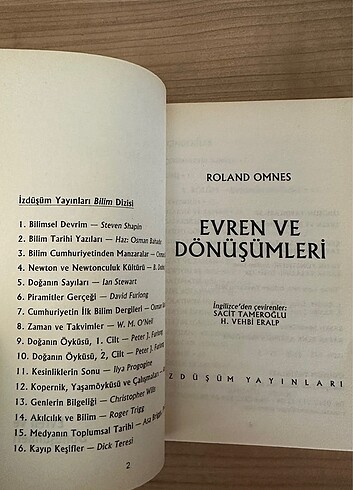 İzdüşüm Yayınları Bilim Dizisi
1. Bilimsel Devrim - Steven Shapin
2. Bilim Tarihi Yazıları - Haz: Osman Bahadır
3. Bilim Cumhuriyetinden Manzaralar - Osman
4. Newton ve Newtonculuk Kültürü - B.
5. Doğanın Sayıları - Ian Stewart
6. Piramitler Gerçeği - David Furlong
7. Cumhuriyetin İlk Bilim Dergileri - Osman
8. Zaman ve Takvimler - W. M. O'Neil
9. Doğanın Öyküsü, 1. Cilt - Peter J. Furlong
10. Doğanın Öyküsü, 2, Cilt - Peter J.
11. Kesinliklerin Sonu - Ilya Progogine
12. Kopernik, Yaşamöyküsü ve Çalışmaları
13. Genlerin Bilgeliği - Christopher Wills
14. Akılcılık ve Bilim - Roger Trigg
15. Medyanın Toplumsal Tarihi - Asa Briggs
16. Kayıp Keşifler - Dick Teresi
2
ROLAND OMNES
EVREN VE
DÖNÜŞÜMLERİ
İngilizce'den çevirenler:
SACİT TAMEROĞLU
H. VEHBİ ERALP
İZDÜŞÜM YAYINLARI